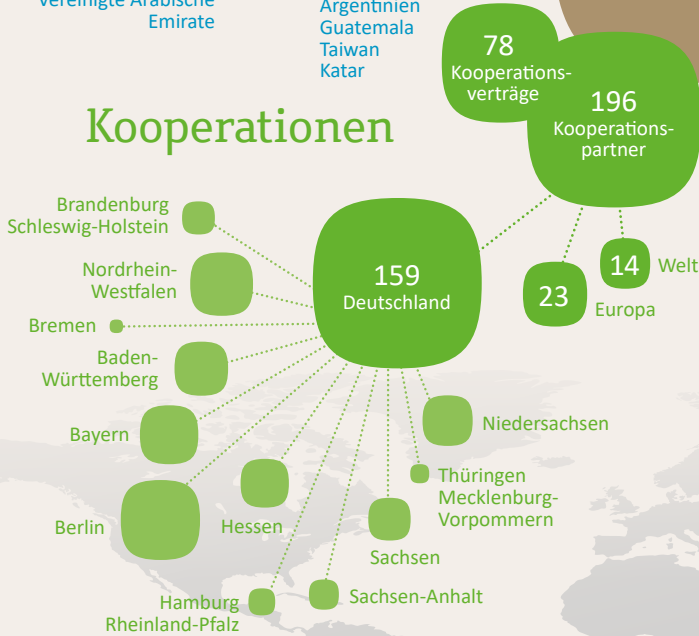 Vereinigte Arabische
Emirate
Argentinien
Guatemala
Taiwan
Katar
78
Kooperations-
verträge
196
Kooperations-
partner
Kooperationen
Brandenburg
Schleswig-Holstein
Nordrhein-
Westfalen
Bremen
Baden-
Württemberg
Bayern
Berlin
159
Deutschland
23
Europa
14
Welt
Niedersachsen
Thüringen
Mecklenburg-
Vorpommern
Hessen
Sachsen
Hamburg
Rheinland-Pfalz
Sachsen-Anhalt